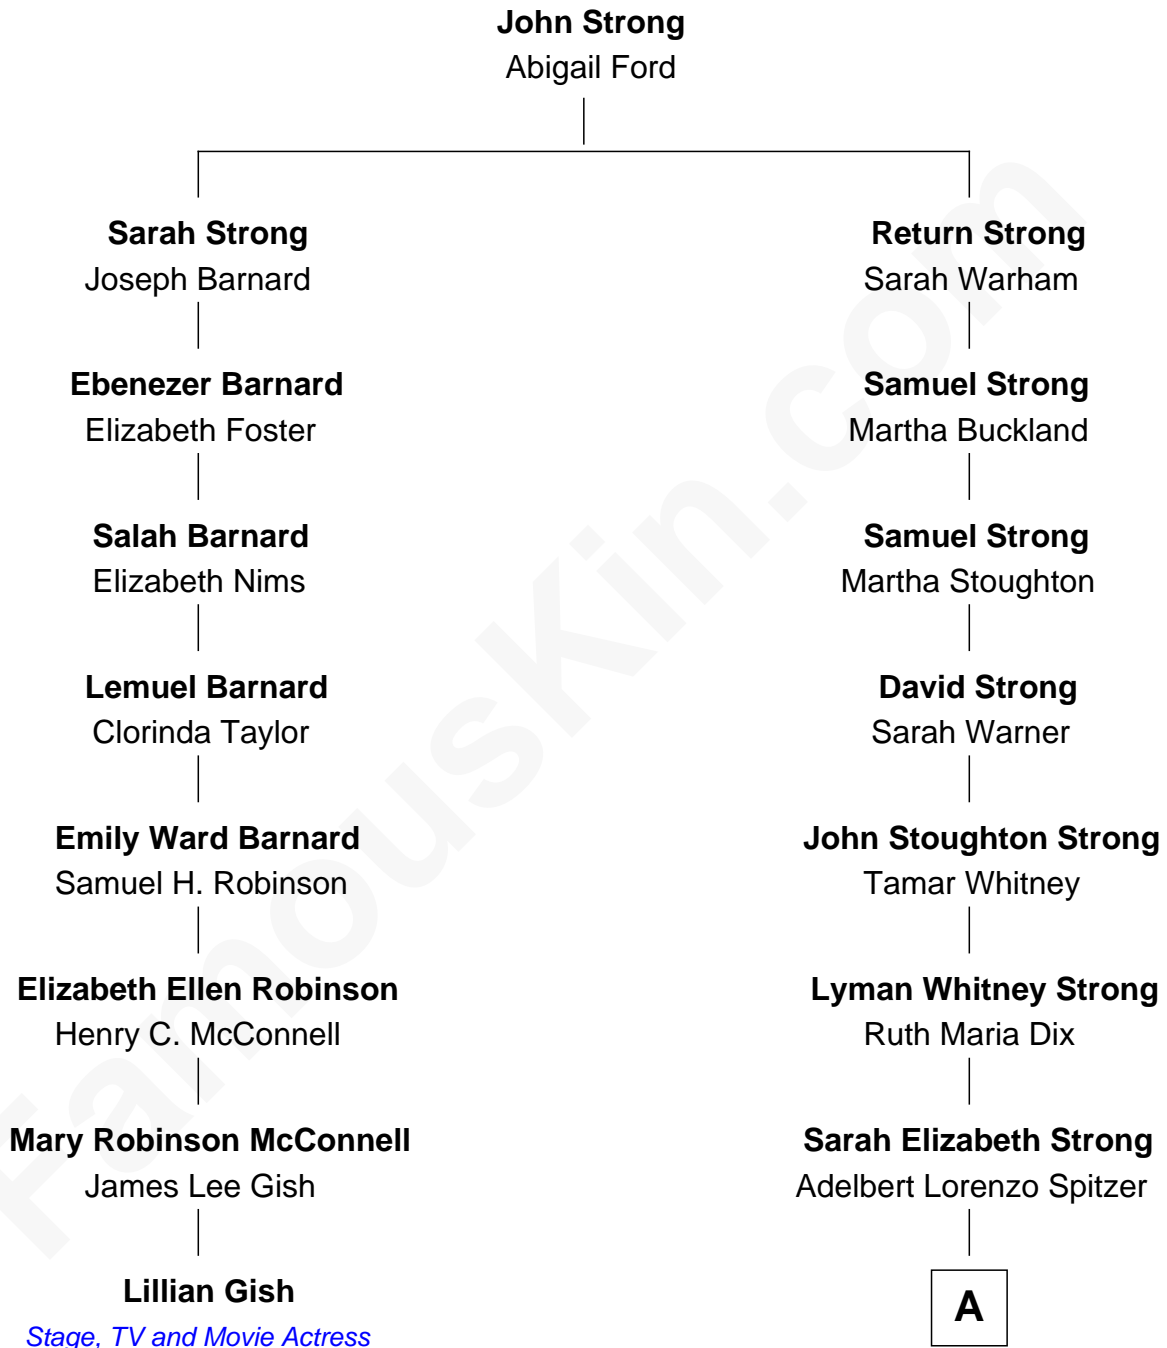 John Strong
Abigail Ford
Sarah Strong
Joseph Barnard
Return Strong
Sarah Warham
Ebenezer Barnard
Elizabeth Foster
Samuel Strong
Martha Buckland
Salah Barnard
Elizabeth Nims
Samuel Strong
Martha Stoughton
Lemuel Barnard
Clorinda Taylor
David Strong
Sarah Warner
Emily Ward Barnard
Samuel H. Robinson
John Stoughton Strong
Tamar Whitney
Elizabeth Ellen Robinson
Henry C. McConnell
Lyman Whitney Strong
Ruth Maria Dix
Mary Robinson McConnell
James Lee Gish
Sarah Elizabeth Strong
Adelbert Lorenzo Spitzer
Lillian Gish
Stage, TV and Movie Actress
A
FamousKin.com